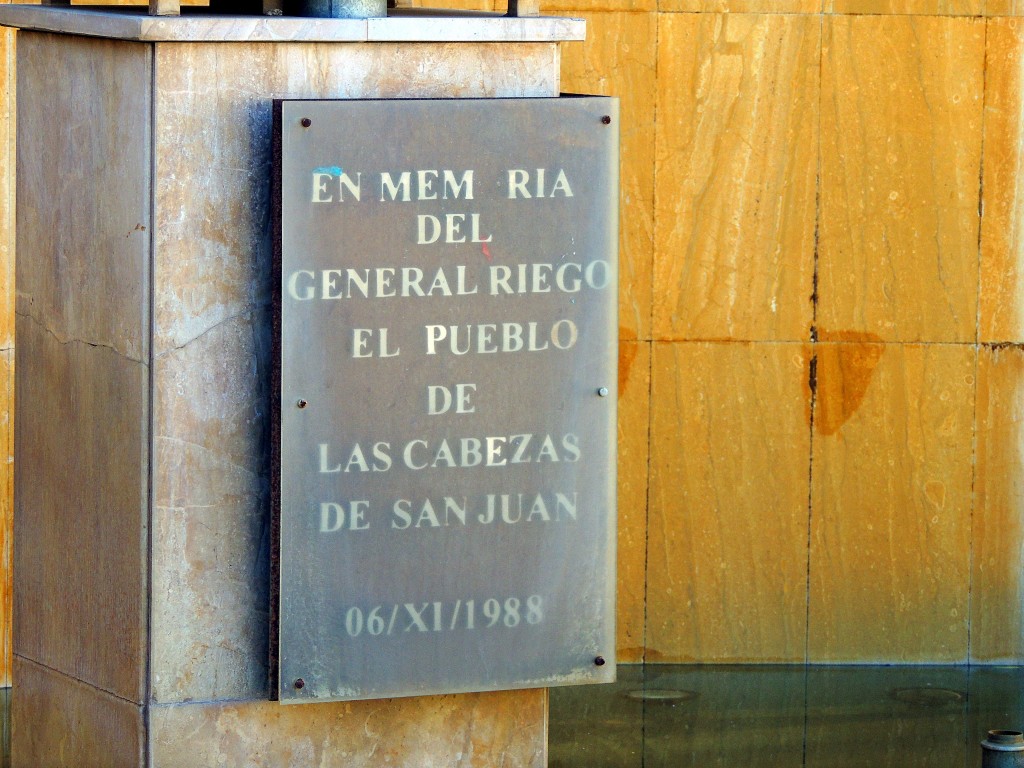 EN MEM RIA
DEL
GENERAL RIEGO
EL PUEBLO
DE
LAS CABEZAS
DE SAN JUAN
06/XI/1988